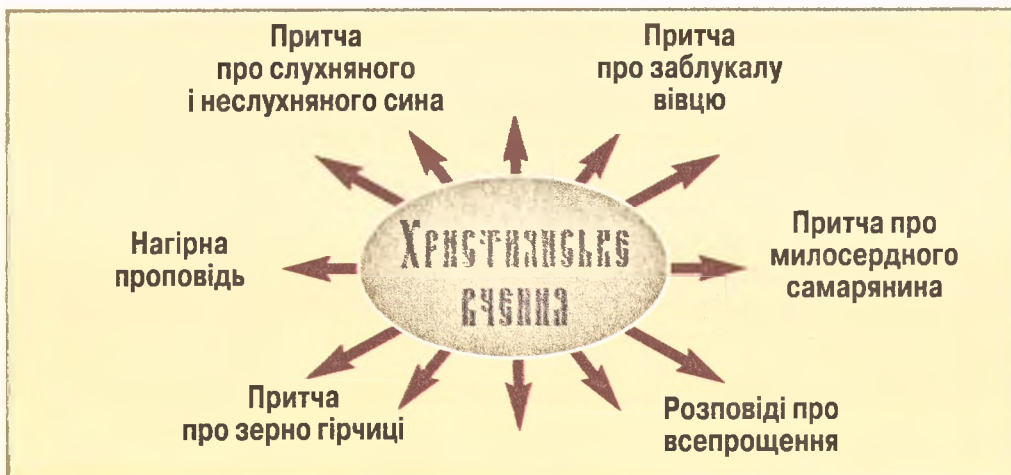 Притча
про слухняного
і неслухняного сина
Притча
про заблукалу
вівцю
Нагірна
проповідь
Християнське
вчення
Притча про
милосердного
самарянина
Притча
про зерно гірчиці
Розповіді про
всепрощення